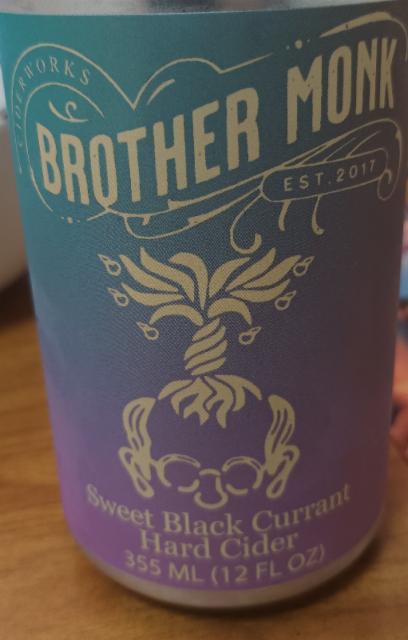 CIDERWORKS
BROTHER MONK
EST. 2017
Sweet Black Currant
Hard Cider
355 ML (12 FL OZ)